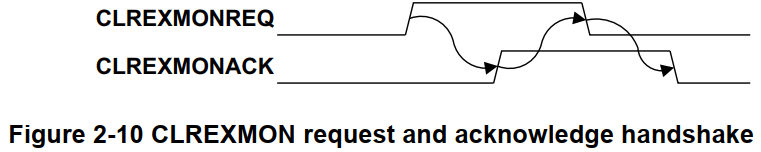 CLREXMONREQ
CLREXMONACK
Figure 2-10 CLREXMON request and acknowledge handshake